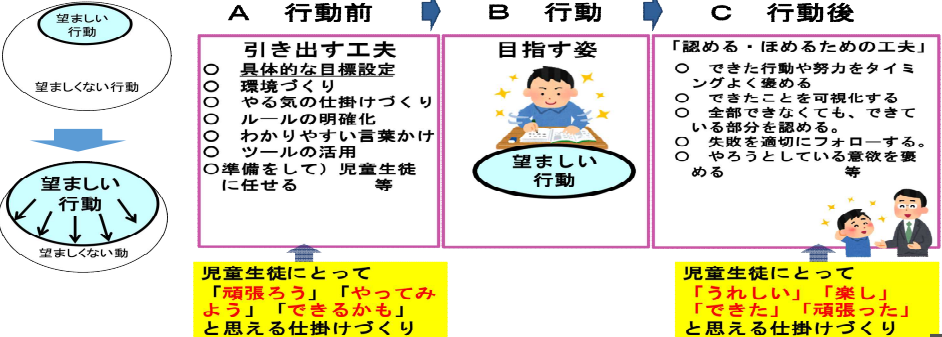 望ましい
行動
望ましくない行動
望ましい
行動
望ましくない動
A 行動前
引き出す工夫
○ 具体的な目標設定
○ 環境づくり
○ やる気の仕掛けづくり
○ ルールの明確化
○ わかりやすい言葉かけ
○ ツールの活用
○準備をして）児童生徒
に任せる 等
児童生徒にとって
「頑張ろう」「やってみ
よう」「できるかも」
と思える仕掛けづくり
B 行動
目指す姿
望ましい
行動
C 行動後
「認める・ほめるための工夫」
○ できた行動や努力をタイミ
ングよく褒める
○ できたことを可視化する
○ 全部できなくても、できて
いる部分を認める。
○ 失敗を適切にフォローする。
○ やろうとしている意欲を褒
める 等
児童生徒にとって
「うれしい」「楽し」
「できた」「頑張った」
と思える仕掛けづくり